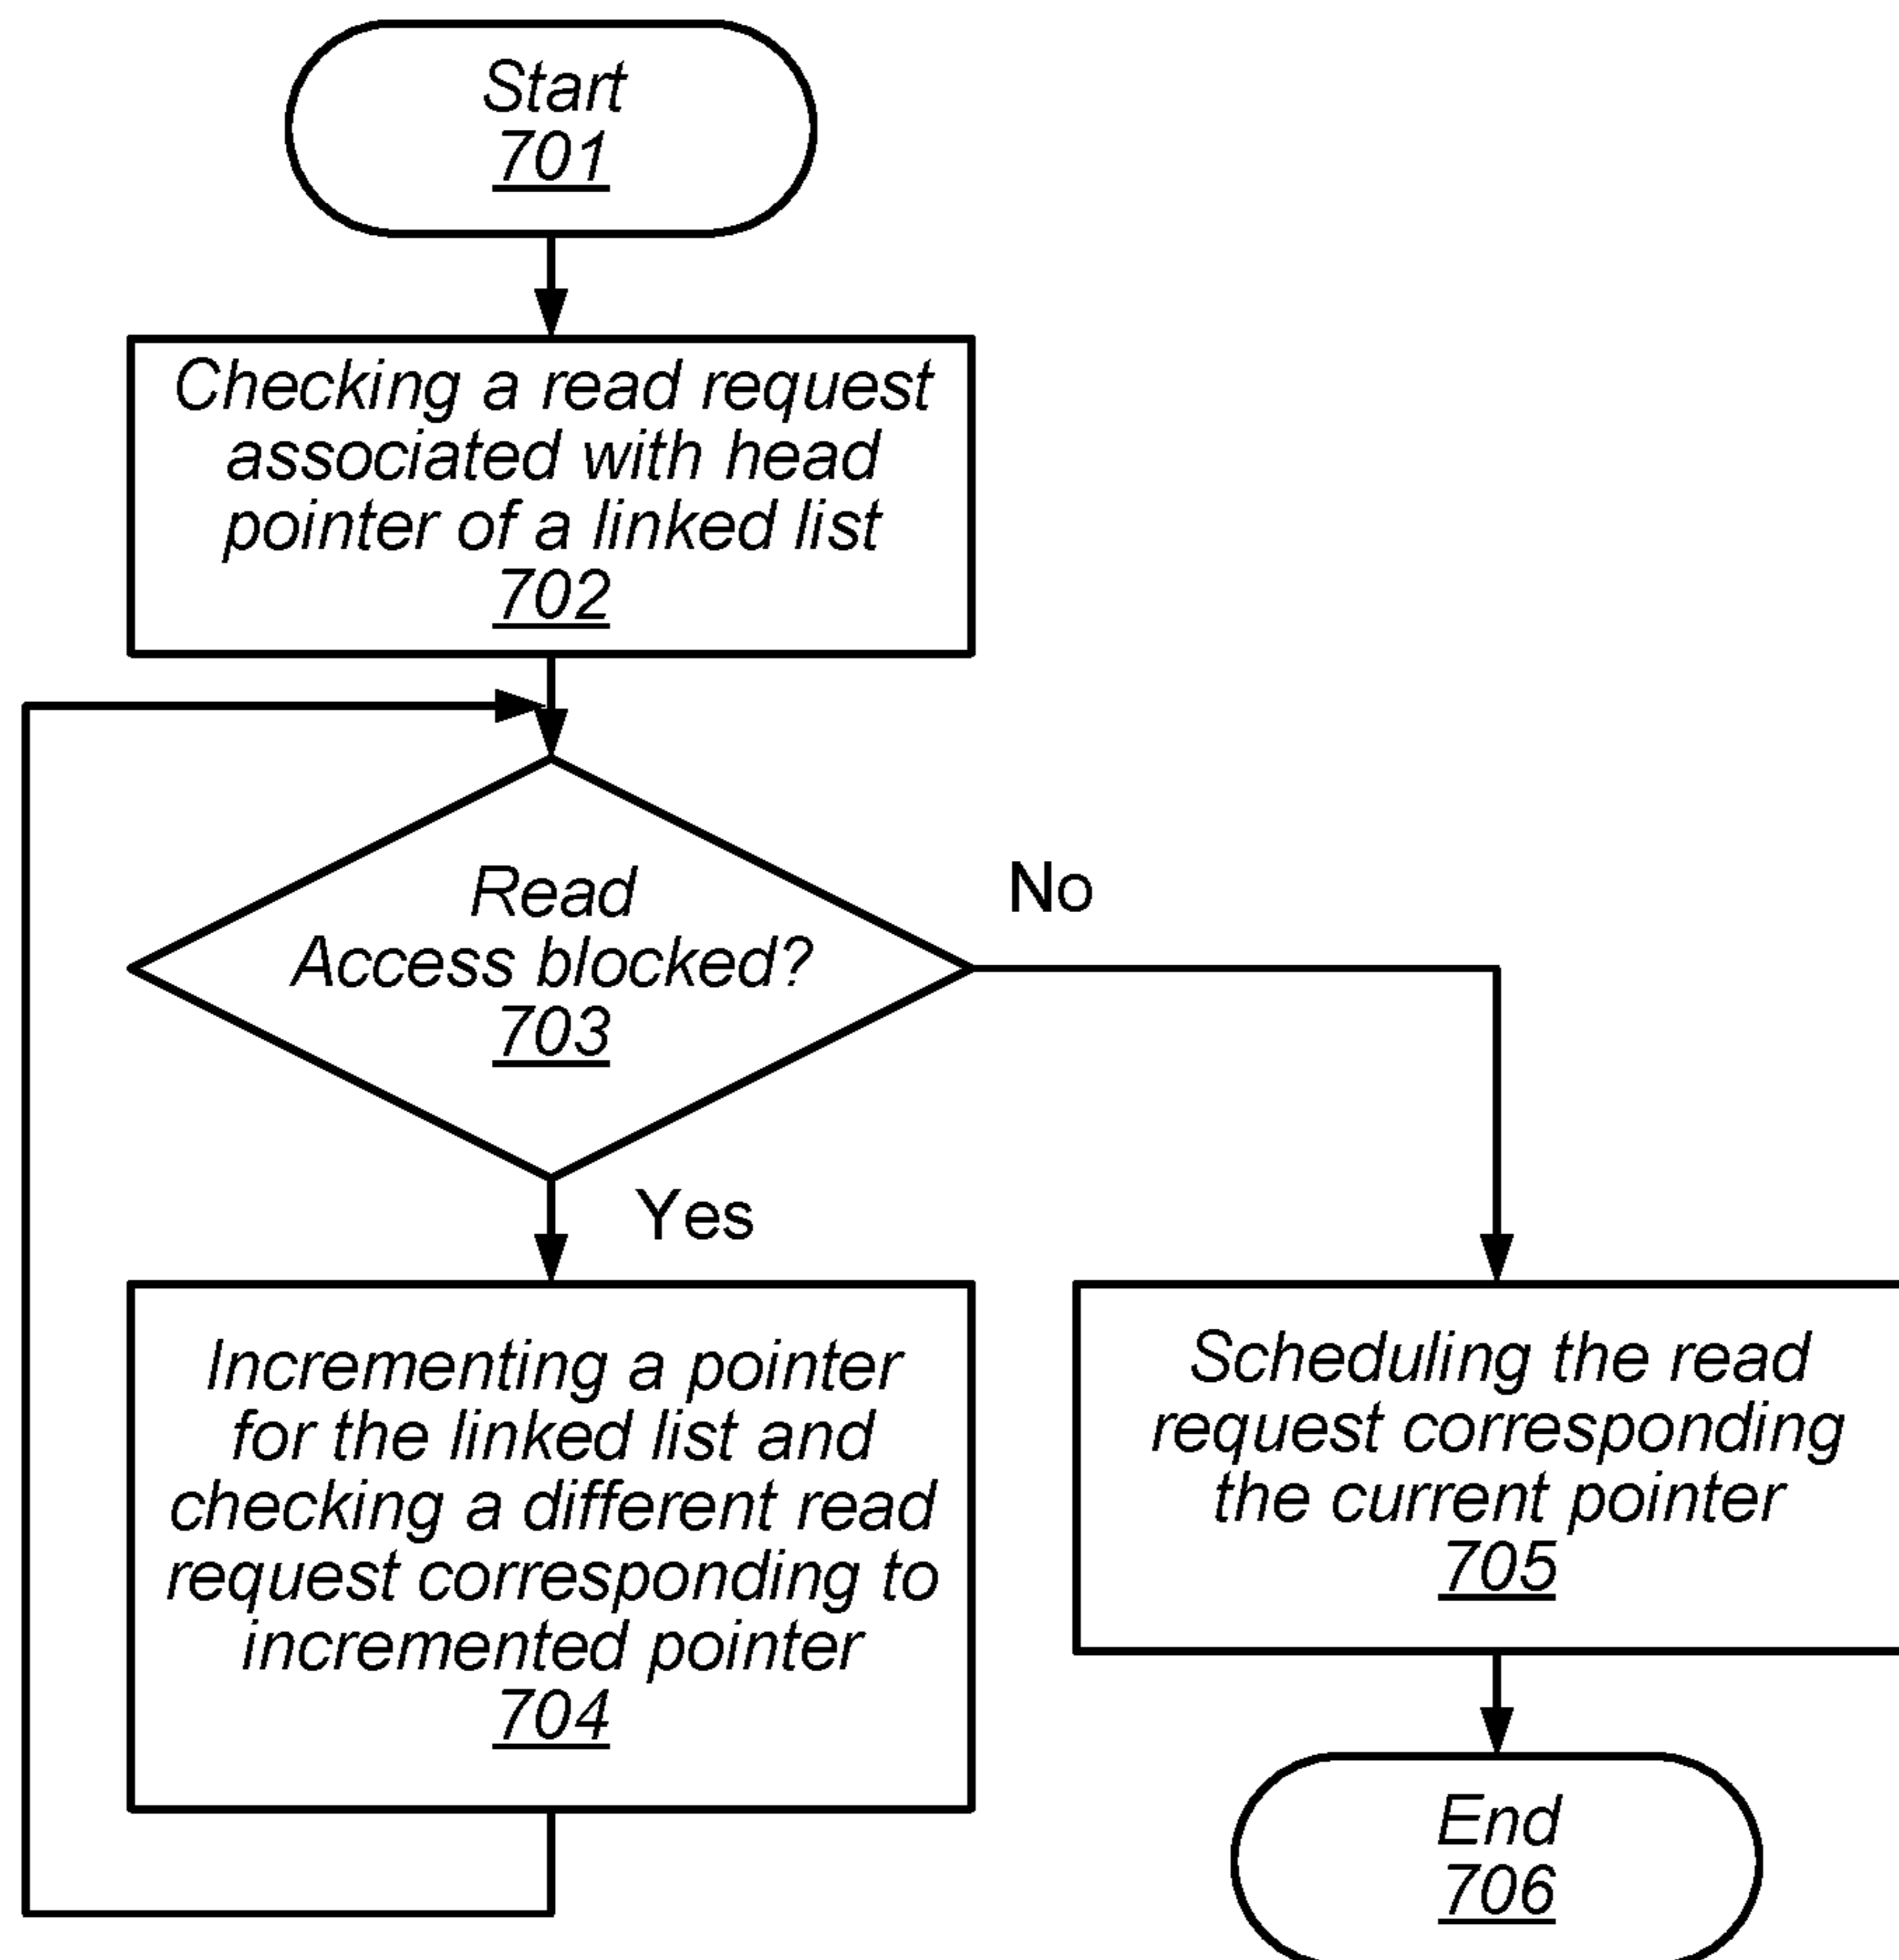 Start
701
Checking a read request
associated with head
pointer of a linked list
702
Read
Access blocked?
703
No
Yes
Incrementing a pointer
for the linked list and
checking a different read
request corresponding to
incremented pointer
704
Scheduling the read
request corresponding
the current pointer
705
End
706